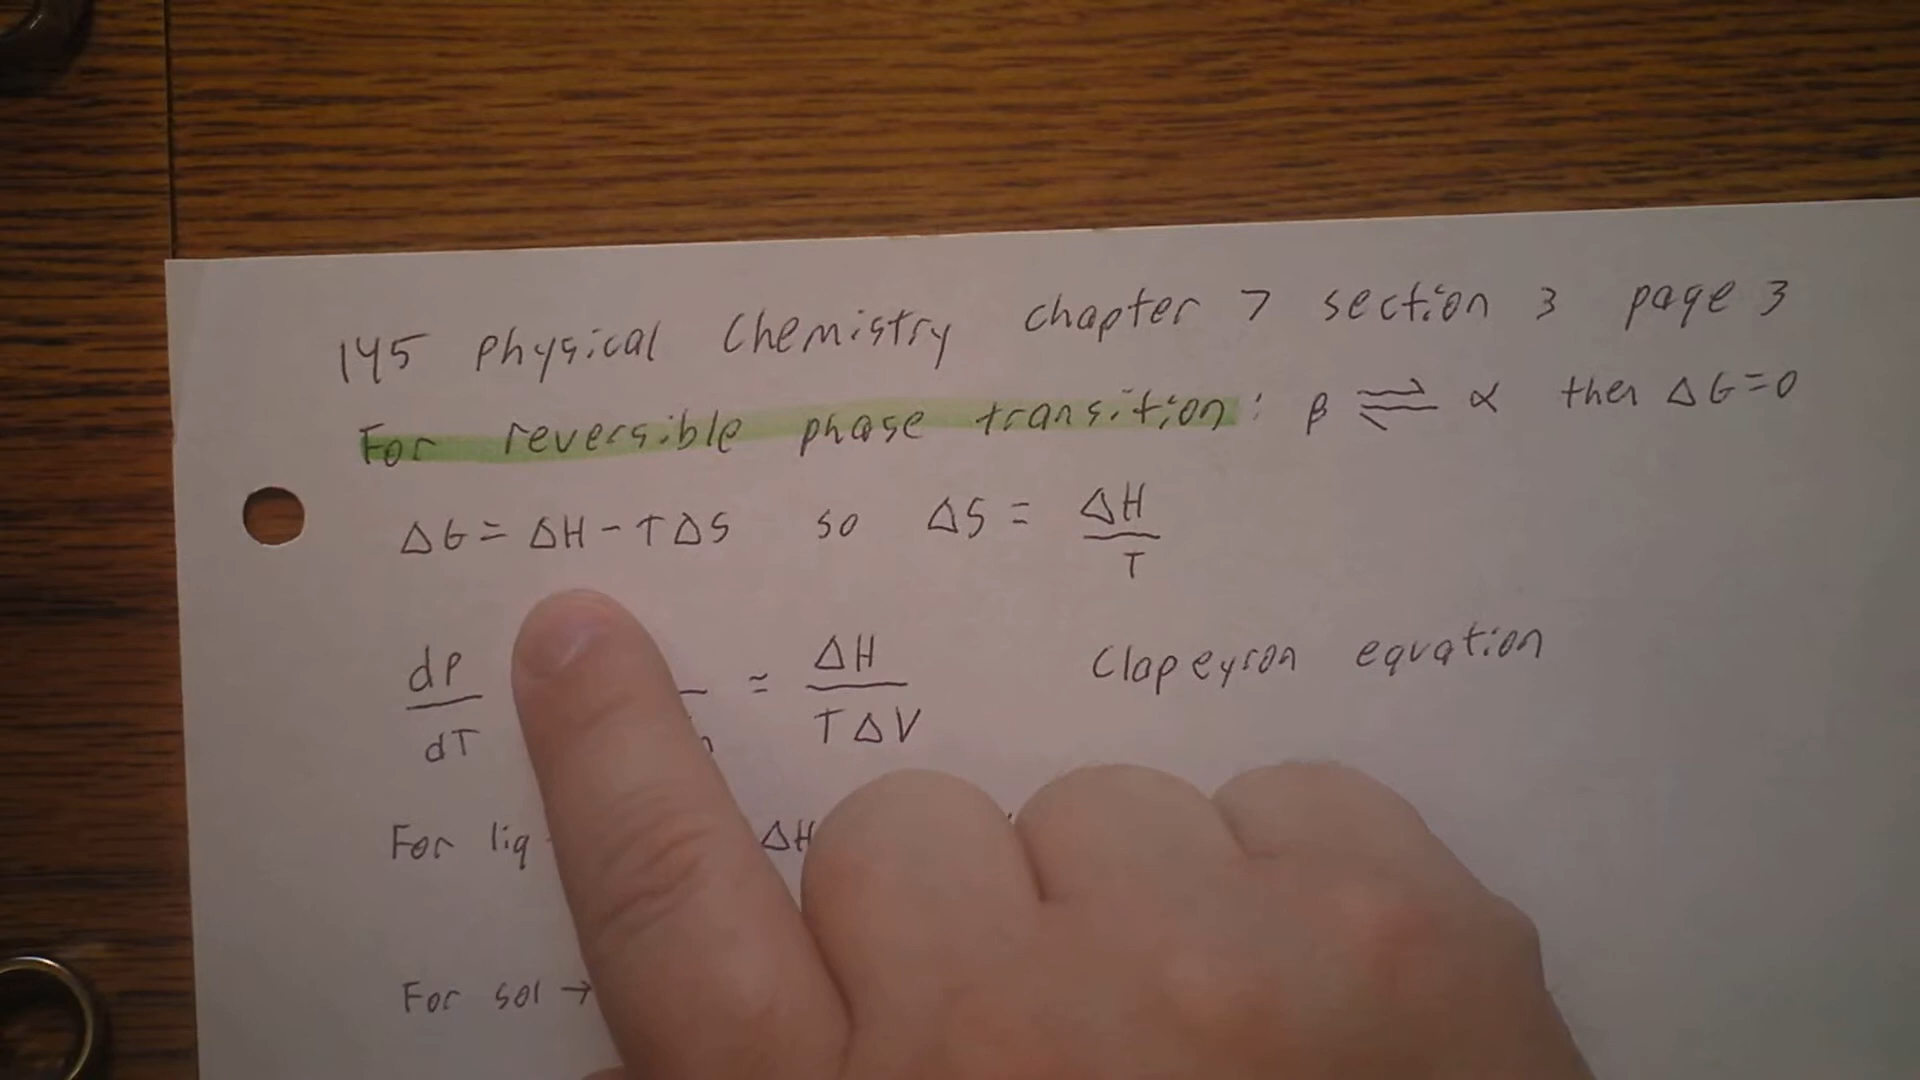 145 Physical Chemistry chapter 7 section 3 page 3
For reversible phase transition: β ⇌ α then ΔG=0
ΔG = ΔH - TΔS so ΔS = ΔH/T
dP/dT = ΔH/TΔV Clapeyron equation
For liq ΔH
For sol →